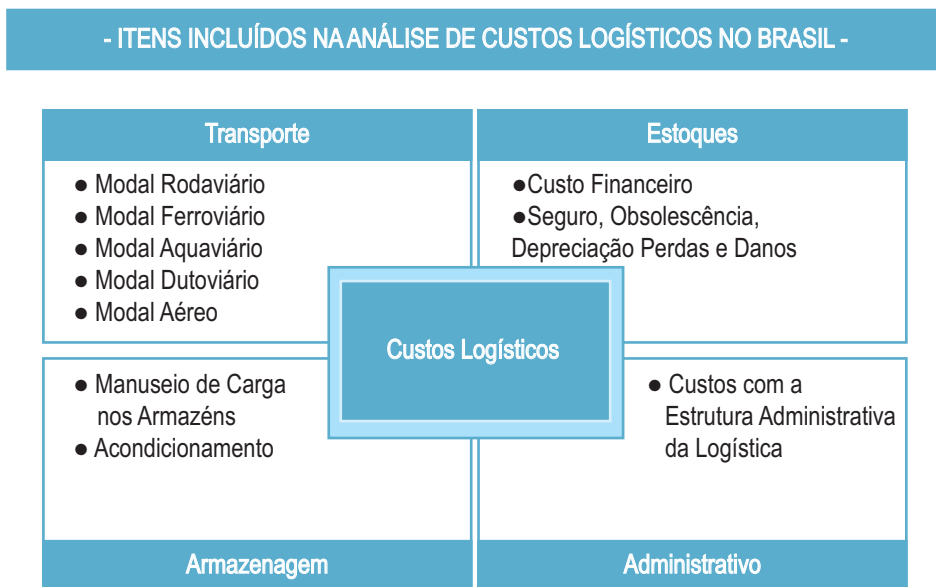 - ITENS INCLUÍDOS NA ANÁLISE DE CUSTOS LOGÍSTICOS NO BRASIL -
Transporte
● Modal Rodaviário
● Modal Ferroviário
● Modal Aquaviário
● Modal Dutoviário
● Modal Aéreo
Estoques
●Custo Financeiro
●Seguro, Obsolescência,
Depreciação Perdas e Danos
Custos Logísticos
● Manuseio de Carga
nos Armazéns
● Acondicionamento
Armazenagem
● Custos com a
Estrutura Administrativa
da Logística
Administrativo